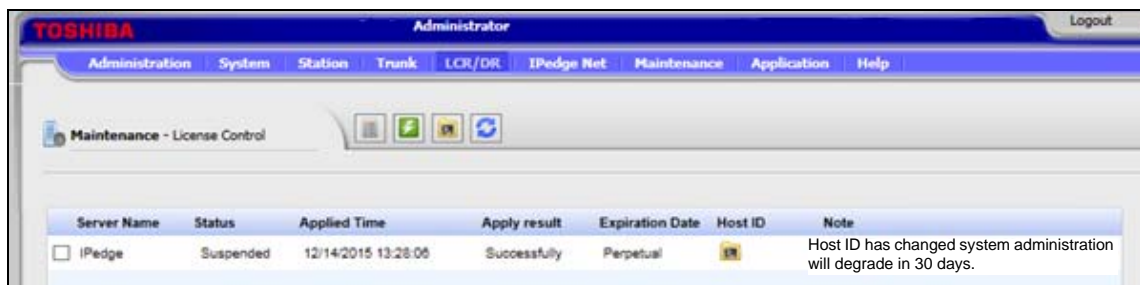 TOSHIBA Administrator Logout
Administration System Station Trunk LCR/DR IPedge Net Maintenance Application Help
Maintenance - License Control
Server Name Status Applied Time Apply result Expiration Date Host ID Note
IPedge Suspended 12/14/2015 13:28:06 Successfully Perpetual Host ID has changed system administration
will degrade in 30 days.